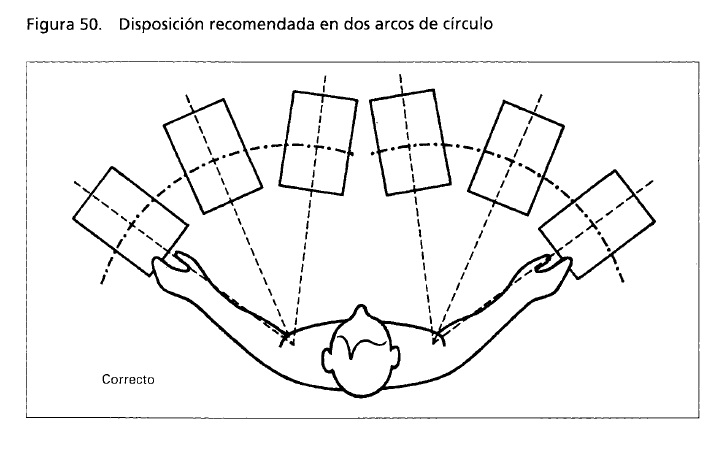 Figura 50. Disposición recomendada en dos arcos de círculo
Correcto